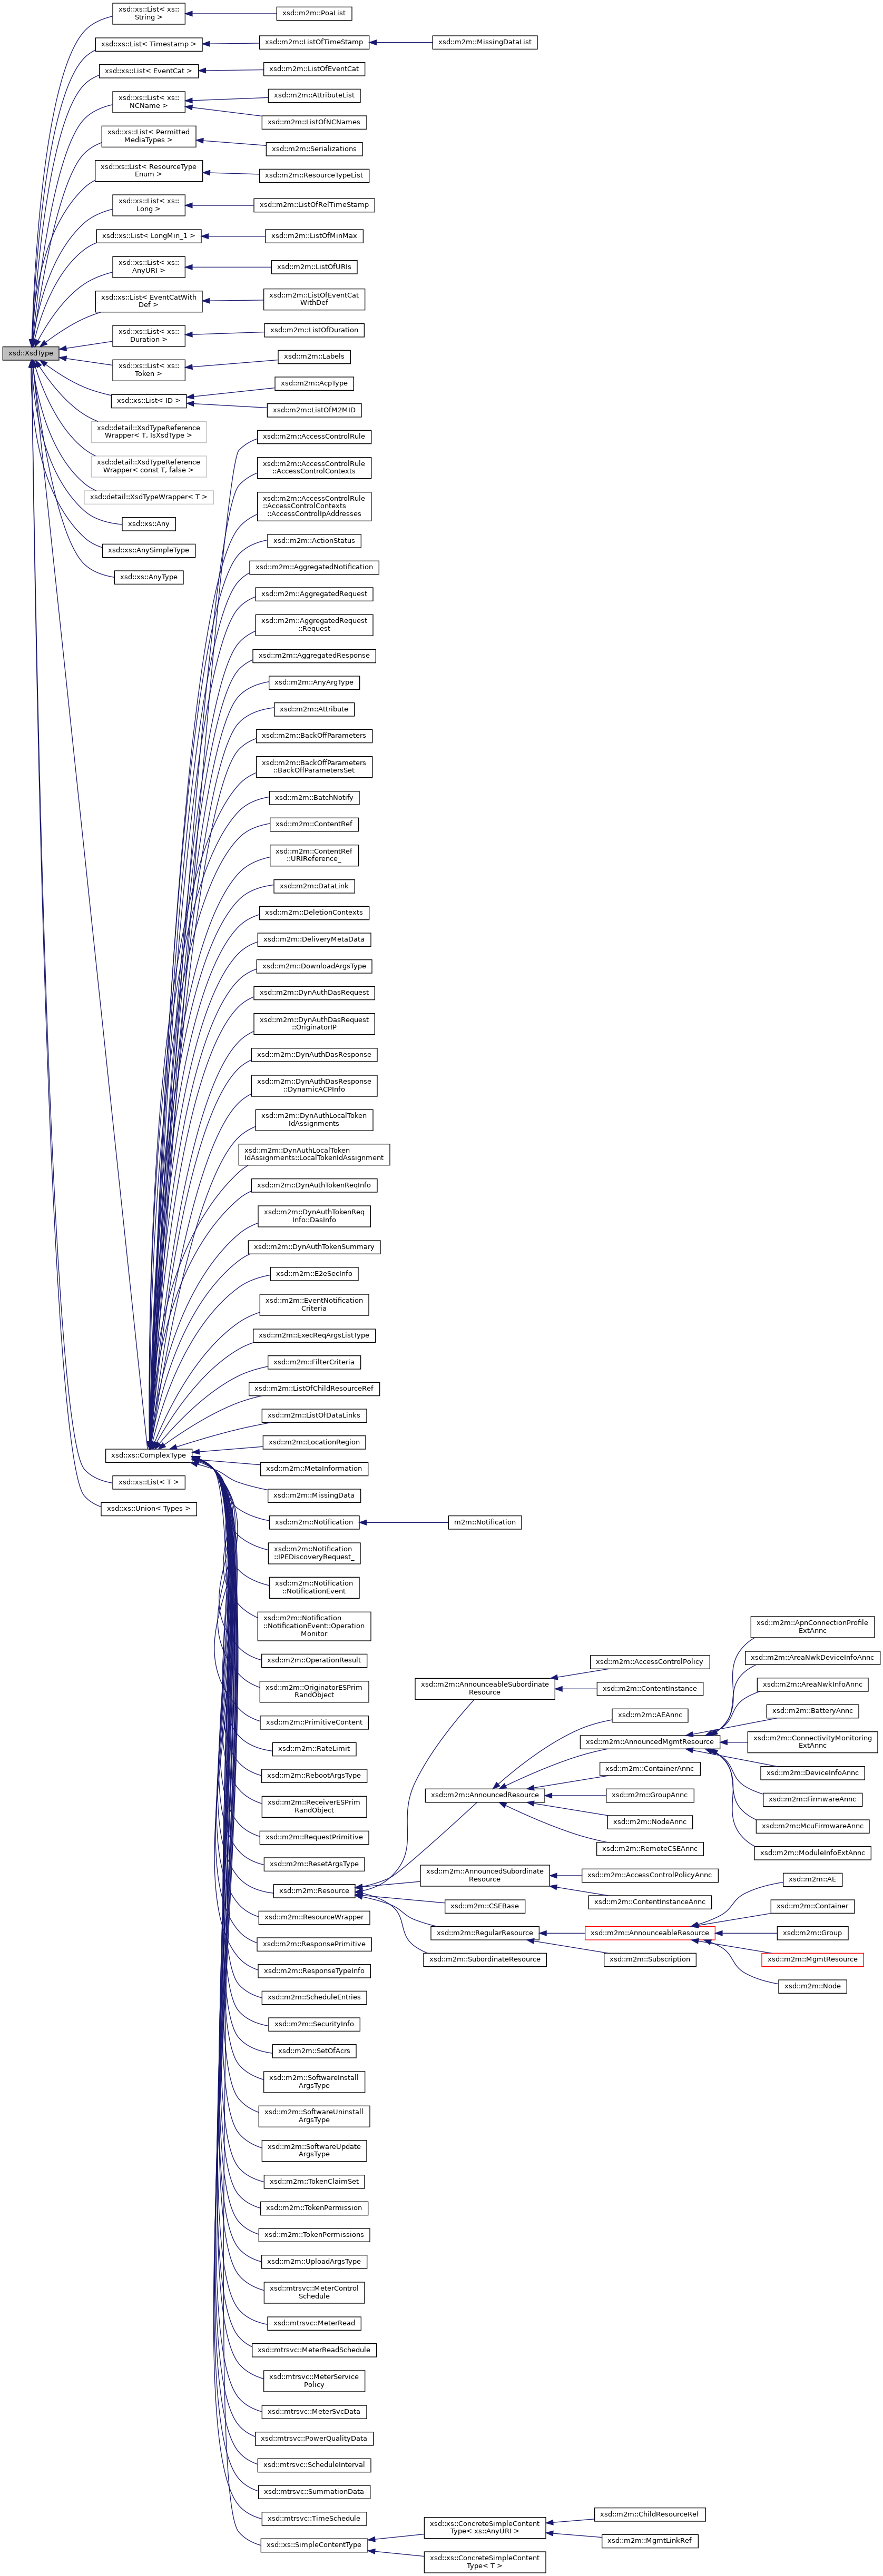 xsd::xs::List< xs::
String >
xsd::m2m::PoaList
xsd::xs::List< Timestamp >
xsd::m2m::ListOfTimeStamp
xsd::m2m::MissingDataList
xsd::xs::List< EventCat >
xsd::m2m::ListOfEventCat
xsd::xs::List< xs::
NCName >
xsd::m2m::AttributeList
xsd::m2m::ListOfNCNames
xsd::xs::List< Permitted
MediaTypes >
xsd::m2m::Serializations
xsd::xs::List< ResourceType
Enum >
xsd::m2m::ResourceTypeList
xsd::xs::List< xs::
Long >
xsd::m2m::ListOfRelTimeStamp
xsd::xs::List< LongMin_1 >
xsd::m2m::ListOfMinMax
xsd::xs::List< xs::
AnyURI >
xsd::m2m::ListOfURIs
xsd::xs::List< EventCatWith
Def >
xsd::m2m::ListOfEventCat
WithDef
xsd::xs::List< xs::
Duration >
xsd::m2m::ListOfDuration
xsd::XsdType
xsd::xs::List< xs::
Token >
xsd::m2m::Labels
xsd::xs::List< ID >
xsd::m2m::AcpType
xsd::m2m::ListOfM2MID
xsd::detail::XsdTypeReference
Wrapper< T, IsXsdType >
xsd::m2m::AccessControlRule
xsd::detail::XsdTypeReference
Wrapper< const T, false >
xsd::m2m::AccessControlRule
::AccessControlContexts
xsd::detail::XsdTypeWrapper< T >
xsd::m2m::AccessControlRule
::AccessControlContexts
::AccessControlIpAddresses
xsd::xs::Any
xsd::m2m::ActionStatus
xsd::xs::AnySimpleType
xsd::m2m::AggregatedNotification
xsd::xs::AnyType
xsd::m2m::AggregatedRequest
xsd::m2m::AggregatedRequest
::Request
xsd::m2m::AggregatedResponse
xsd::m2m::AnyArgType
xsd::m2m::Attribute
xsd::m2m::BackOffParameters
xsd::m2m::BackOffParameters
::BackOffParametersSet
xsd::m2m::BatchNotify
xsd::m2m::ContentRef
xsd::m2m::ContentRef
::URIReference_
xsd::m2m::DataLink
xsd::m2m::DeletionContexts
xsd::m2m::DeliveryMetaData
xsd::m2m::DownloadArgsType
xsd::m2m::DynAuthDasRequest
xsd::m2m::DynAuthDasRequest
::OriginatorIP
xsd::m2m::DynAuthDasResponse
xsd::m2m::DynAuthDasResponse
::DynamicACPInfo
xsd::m2m::DynAuthLocalToken
IdAssignments
xsd::m2m::DynAuthLocalToken
IdAssignments::LocalTokenIdAssignment
xsd::m2m::DynAuthTokenReqInfo
xsd::m2m::DynAuthTokenReq
Info::DasInfo
xsd::m2m::DynAuthTokenSummary
xsd::m2m::E2eSecInfo
xsd::m2m::EventNotification
Criteria
xsd::m2m::ExecReqArgsListType
xsd::m2m::FilterCriteria
xsd::m2m::ListOfChildResourceRef
xsd::m2m::ListOfDataLinks
xsd::m2m::LocationRegion
xsd::xs::ComplexType
xsd::m2m::MetaInformation
xsd::xs::List< T >
xsd::m2m::MissingData
xsd::xs::Union< Types >
xsd::m2m::Notification
m2m::Notification
xsd::m2m::Notification
::IPEDiscoveryRequest_
xsd::m2m::Notification
::NotificationEvent
xsd::m2m::Notification
::NotificationEvent::Operation
Monitor
xsd::m2m::OperationResult
xsd::m2m::OriginatorESPrim
RandObject
xsd::m2m::PrimitiveContent
xsd::m2m::RateLimit
xsd::m2m::RebootArgsType
xsd::m2m::ReceiverESPrim
RandObject
xsd::m2m::RequestPrimitive
xsd::m2m::ResetArgsType
xsd::m2m::Resource
xsd::m2m::ResourceWrapper
xsd::m2m::ResponsePrimitive
xsd::m2m::ResponseTypeInfo
xsd::m2m::ScheduleEntries
xsd::m2m::SecurityInfo
xsd::m2m::SetOfAcrs
xsd::m2m::SoftwareInstall
ArgsType
xsd::m2m::SoftwareUninstall
ArgsType
xsd::m2m::SoftwareUpdate
ArgsType
xsd::m2m::TokenClaimSet
xsd::m2m::TokenPermission
xsd::m2m::TokenPermissions
xsd::m2m::UploadArgsType
xsd::mtrsvc::MeterControl
Schedule
xsd::mtrsvc::MeterRead
xsd::mtrsvc::MeterReadSchedule
xsd::mtrsvc::MeterService
Policy
xsd::mtrsvc::MeterSvcData
xsd::mtrsvc::PowerQualityData
xsd::mtrsvc::ScheduleInterval
xsd::mtrsvc::SummationData
xsd::mtrsvc::TimeSchedule
xsd::xs::SimpleContentType
xsd::m2m::AnnounceableSubordinate
Resource
xsd::m2m::AccessControlPolicy
xsd::m2m::ContentInstance
xsd::m2m::AnnouncedResource
xsd::m2m::AEAnnc
xsd::m2m::AnnouncedMgmtResource
xsd::m2m::ContainerAnnc
xsd::m2m::GroupAnnc
xsd::m2m::NodeAnnc
xsd::m2m::RemoteCSEAnnc
xsd::m2m::ApnConnectionProfile
ExtAnnc
xsd::m2m::AreaNwkDeviceInfoAnnc
xsd::m2m::AreaNwkInfoAnnc
xsd::m2m::BatteryAnnc
xsd::m2m::ConnectivityMonitoring
ExtAnnc
xsd::m2m::DeviceInfoAnnc
xsd::m2m::FirmwareAnnc
xsd::m2m::McuFirmwareAnnc
xsd::m2m::ModuleInfoExtAnnc
xsd::m2m::AnnouncedSubordinate
Resource
xsd::m2m::AccessControlPolicyAnnc
xsd::m2m::ContentInstanceAnnc
xsd::m2m::CSEBase
xsd::m2m::RegularResource
xsd::m2m::AnnounceableResource
xsd::m2m::SubordinateResource
xsd::m2m::Subscription
xsd::m2m::AE
xsd::m2m::Container
xsd::m2m::Group
xsd::m2m::MgmtResource
xsd::m2m::Node
xsd::xs::ConcreteSimpleContent
Type< xs::AnyURI >
xsd::m2m::ChildResourceRef
xsd::m2m::MgmtLinkRef
xsd::xs::ConcreteSimpleContent
Type< T >